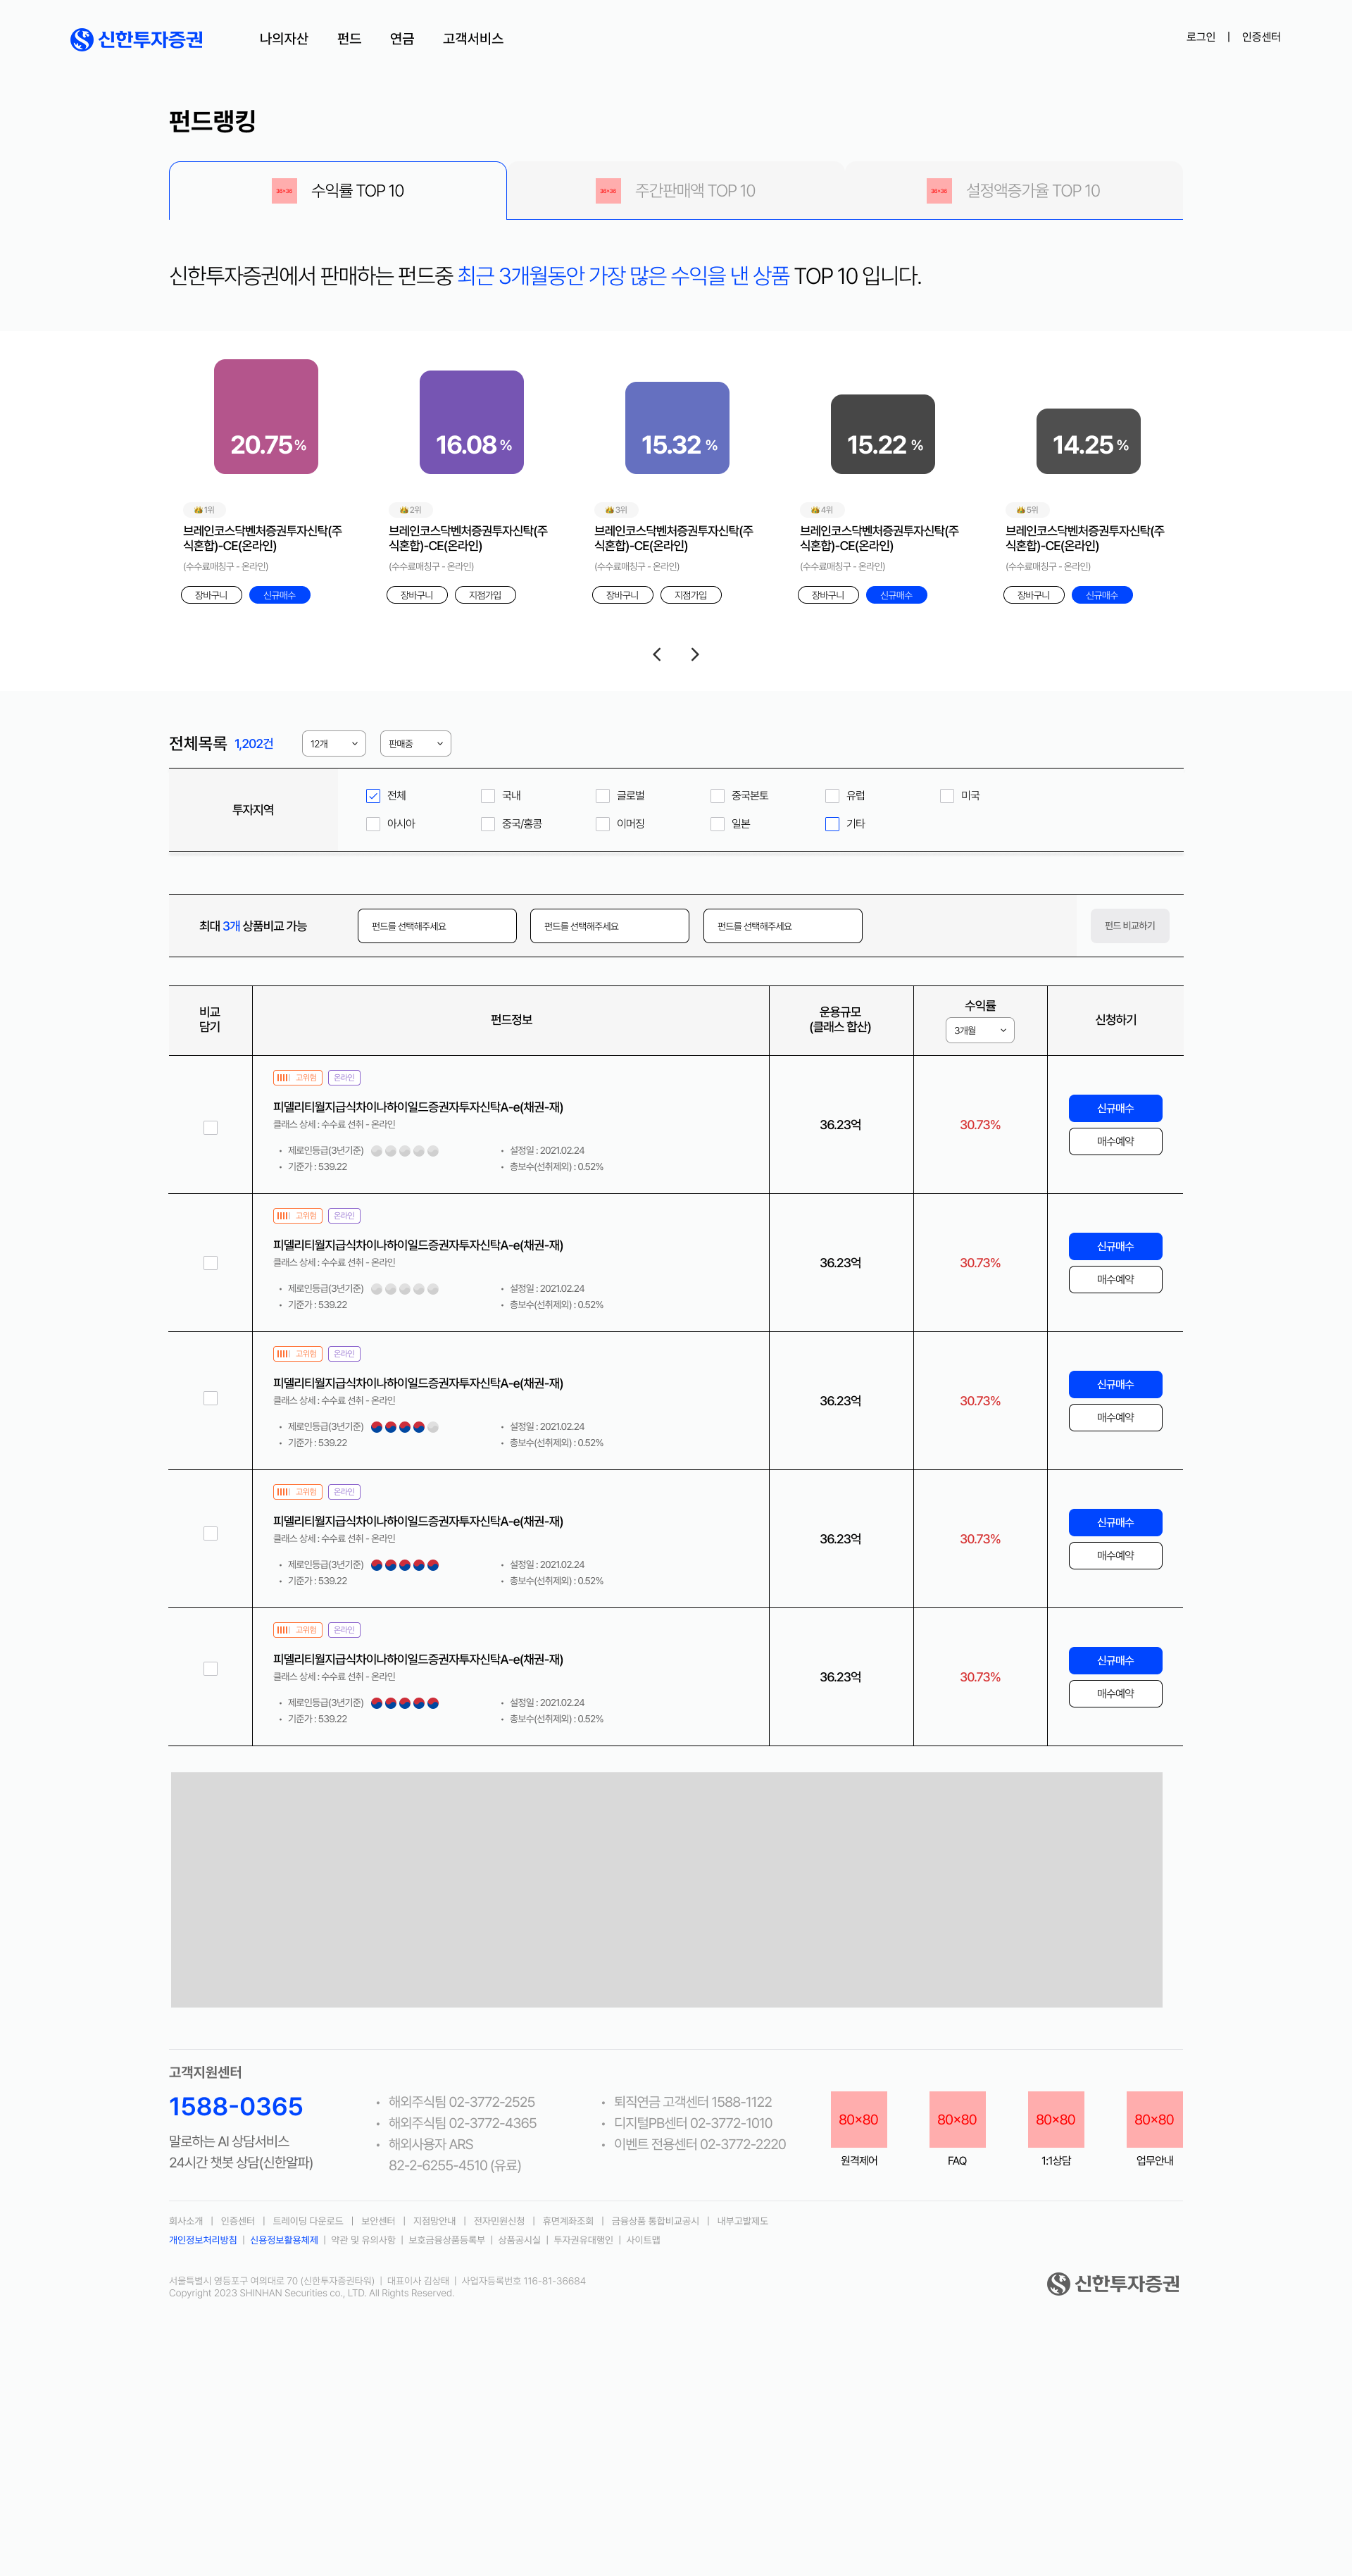 신한투자증권 나의자산 펀드 연금 고객서비스 로그인 | 인증센터
펀드랭킹
36×36 수익률 TOP 10 36×36 주간판매액 TOP 10 36×36 설정액증가율 TOP 10
신한투자증권에서 판매하는 펀드중 최근 3개월동안 가장 많은 수익을 낸 상품 TOP 10 입니다.
20.75% 16.08% 15.32% 15.22% 14.25%
1위 2위 3위 4위 5위
브레인코스닥벤처증권투자신탁(주 브레인코스닥벤처증권투자신탁(주 브레인코스닥벤처증권투자신탁(주 브레인코스닥벤처증권투자신탁(주 브레인코스닥벤처증권투자신탁(주
식혼합)-CE(온라인) 식혼합)-CE(온라인) 식혼합)-CE(온라인) 식혼합)-CE(온라인) 식혼합)-CE(온라인)
(수수료매칭구 - 온라인) (수수료매칭구 - 온라인) (수수료매칭구 - 온라인) (수수료매칭구 - 온라인) (수수료매칭구 - 온라인)
장바구니 신규매수 장바구니 지점가입 장바구니 지점가입 장바구니 신규매수 장바구니 신규매수
전체목록 1,202건 12개 판매중
투자지역
전체 국내 글로벌 중국본토 유럽 미국
아시아 중국/홍콩 이머징 일본 기타
최대 3개 상품비교 가능 펀드를 선택해주세요 펀드를 선택해주세요 펀드를 선택해주세요 펀드 비교하기
비교
담기
펀드정보
운용규모
(클래스 합산)
수익률
3개월
신청하기
고위험 온라인
피델리티월지급식차이나하이일드증권자투자신탁A-e(채권-재)
클래스 상세 : 수수료 선취 - 온라인
• 제로인등급(3년기준) • 설정일 : 2021.02.24
• 기준가 : 539.22 • 총보수(선취제외) : 0.52%
36.23억 30.73%
신규매수
매수예약
고위험 온라인
피델리티월지급식차이나하이일드증권자투자신탁A-e(채권-재)
클래스 상세 : 수수료 선취 - 온라인
• 제로인등급(3년기준) • 설정일 : 2021.02.24
• 기준가 : 539.22 • 총보수(선취제외) : 0.52%
36.23억 30.73%
신규매수
매수예약
고위험 온라인
피델리티월지급식차이나하이일드증권자투자신탁A-e(채권-재)
클래스 상세 : 수수료 선취 - 온라인
• 제로인등급(3년기준) • 설정일 : 2021.02.24
• 기준가 : 539.22 • 총보수(선취제외) : 0.52%
36.23억 30.73%
신규매수
매수예약
고위험 온라인
피델리티월지급식차이나하이일드증권자투자신탁A-e(채권-재)
클래스 상세 : 수수료 선취 - 온라인
• 제로인등급(3년기준) • 설정일 : 2021.02.24
• 기준가 : 539.22 • 총보수(선취제외) : 0.52%
36.23억 30.73%
신규매수
매수예약
고위험 온라인
피델리티월지급식차이나하이일드증권자투자신탁A-e(채권-재)
클래스 상세 : 수수료 선취 - 온라인
• 제로인등급(3년기준) • 설정일 : 2021.02.24
• 기준가 : 539.22 • 총보수(선취제외) : 0.52%
36.23억 30.73%
신규매수
매수예약
고객지원센터
1588-0365
말로하는 AI 상담서비스
24시간 챗봇 상담(신한알파)
• 해외주식팀 02-3772-2525
• 해외주식팀 02-3772-4365
• 해외사용자 ARS
82-2-6255-4510 (유료)
• 퇴직연금 고객센터 1588-1122
• 디지털PB센터 02-3772-1010
• 이벤트 전용센터 02-3772-2220
80×80 80×80 80×80 80×80
원격제어 FAQ 1:1상담 업무안내
회사소개 | 인증센터 | 트레이딩 다운로드 | 보안센터 | 지점망안내 | 전자민원신청 | 휴면계좌조회 | 금융상품 통합비교공시 | 내부고발제도
개인정보처리방침 | 신용정보활용체제 | 약관 및 유의사항 | 보호금융상품등록부 | 상품공시실 | 투자권유대행인 | 사이트맵
서울특별시 영등포구 여의대로 70 (신한투자증권타워) | 대표이사 김상태 | 사업자등록번호 116-81-36684
Copyright 2023 SHINHAN Securities co., LTD. All Rights Reserved.
신한투자증권